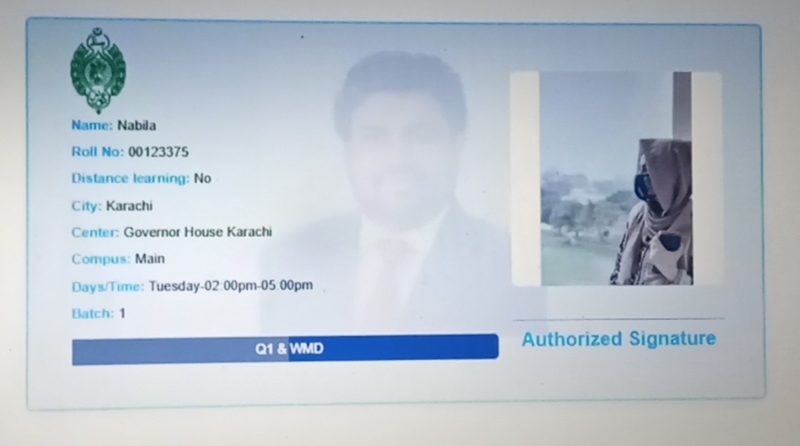 Name: Nabila
Roll No: 00123375
Distance learning: No
City: Karachi
Center: Governor House Karachi
Compus: Main
Days/Time: Tuesday-02:00pm-05:00pm
Batch: 1
Q1 & WMD
Authorized Signature